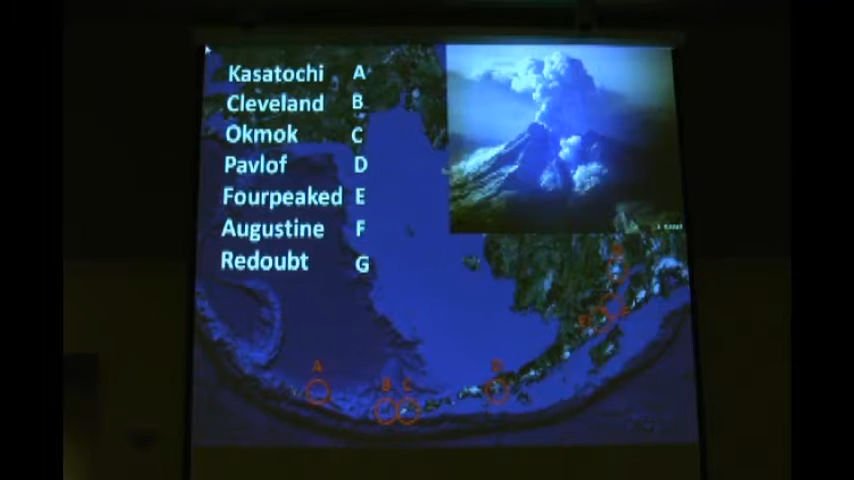 Kasatochi A
Cleveland B
Okmok C
Pavlof D
Fourpeaked E
Augustine F
Redoubt G
A
B C
D